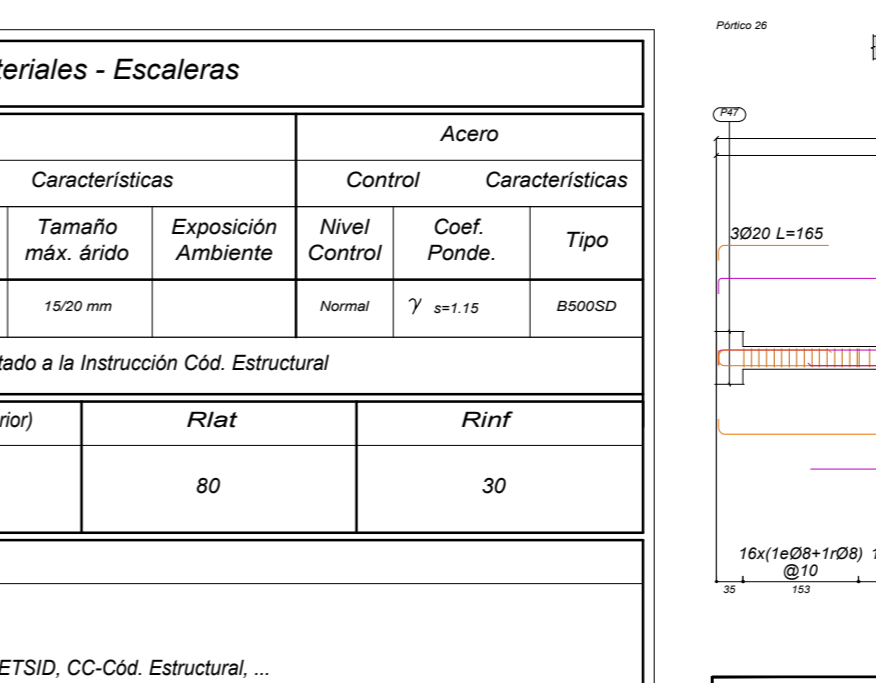 Pórtico 26
teriales - Escaleras
P47
Acero
Características
Control Características
Tamaño
máx. árido
Exposición
Ambiente
Nivel
Control
Coef.
Ponde.
Tipo
3Ø20 L=165
15/20 mm
Normal
γ s=1.15
B500SD
tado a la Instrucción Cód. Estructural
rior)
Rlat
Rinf
80
30
16x(1eØ8+1rØ8) 1
@10
35
153
ETSID, CC-Cód. Estructural, ...